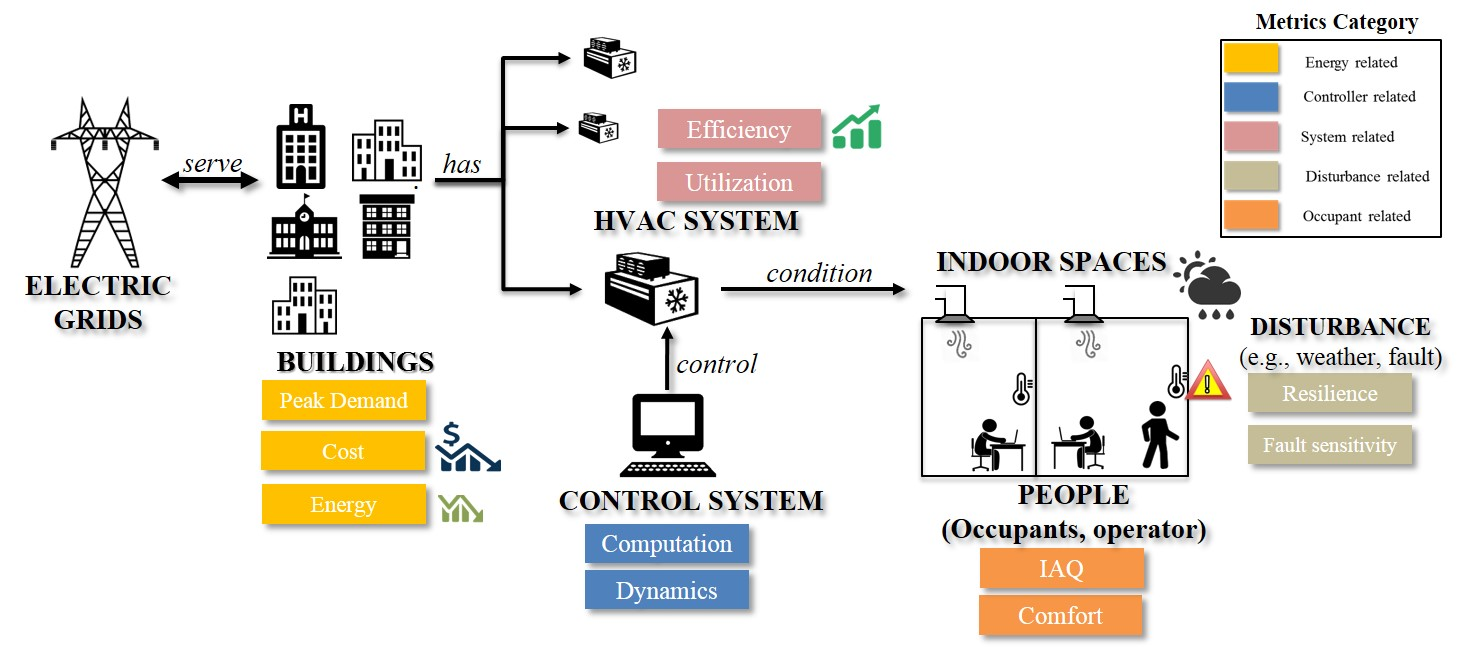 Metrics Category
Energy related
Controller related
System related
Disturbance related
Occupant related
serve
has
Efficiency
Utilization
HVAC SYSTEM
ELECTRIC
GRIDS
H
BUILDINGS
Peak Demand
Cost
$
Energy
condition
control
CONTROL SYSTEM
Computation
Dynamics
INDOOR SPACES
DISTURBANCE
(e.g., weather, fault)
Resilience
Fault sensitivity
!
PEOPLE
(Occupants, operator)
IAQ
Comfort